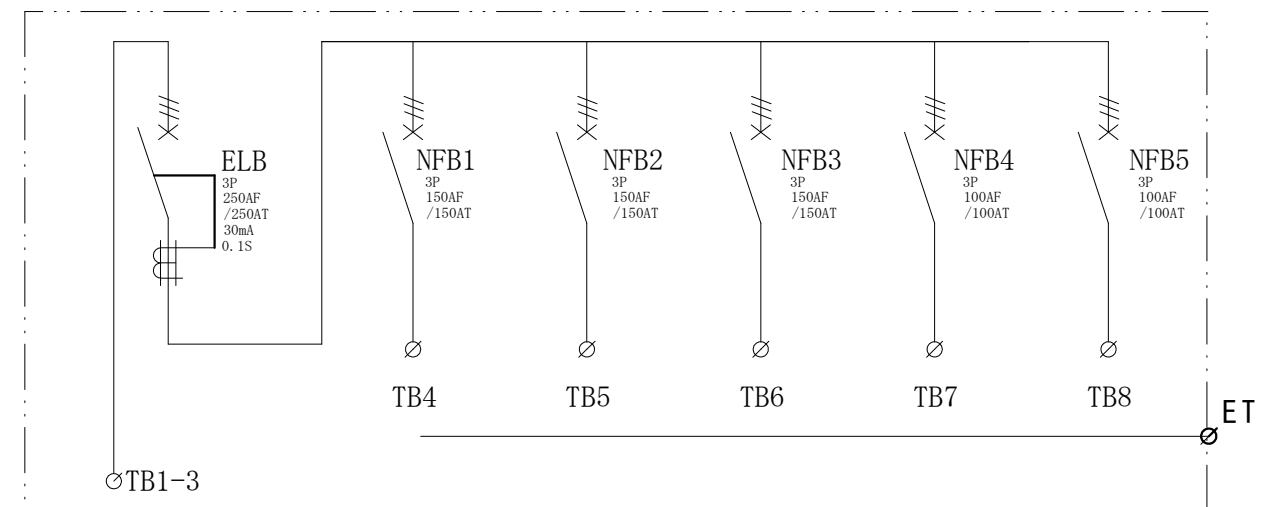 ELB
3P
250AF
/250AT
30mA
0.1S
NFB1
3P
150AF
/150AT
NFB2
3P
150AF
/150AT
NFB3
3P
150AF
/150AT
NFB4
3P
100AF
/100AT
NFB5
3P
100AF
/100AT
TB4
TB5
TB6
TB7
TB8
ET
TB1-3